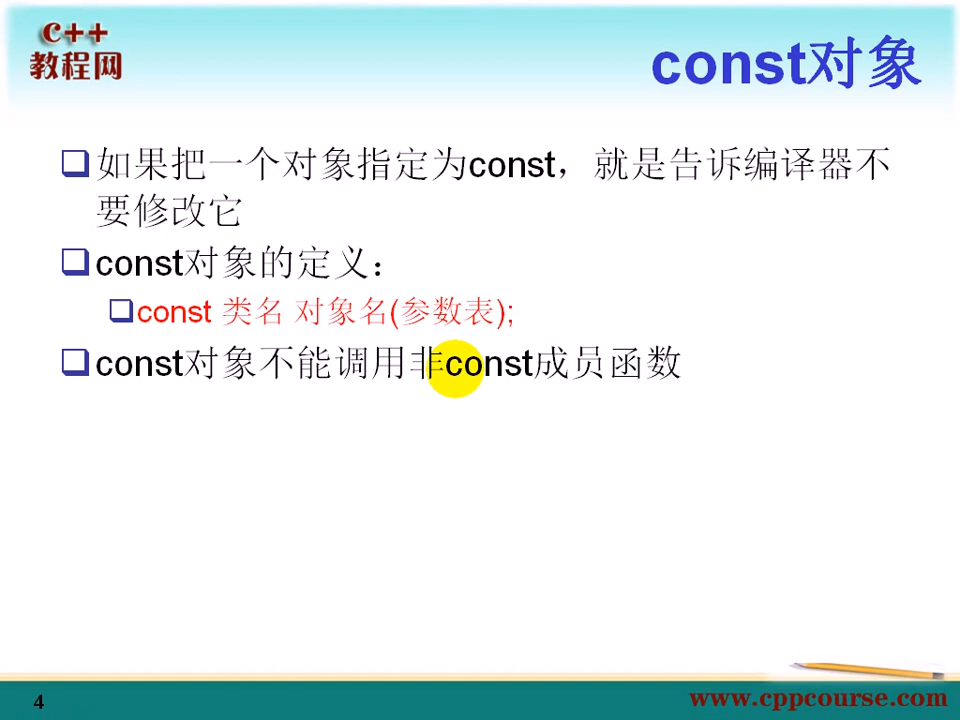 C++
教程网
const对象
如果把一个对象指定为const，就是告诉编译器不
要修改它
const对象的定义：
const 类名 对象名(参数表);
const对象不能调用非const成员函数
4
www.cppcourse.com